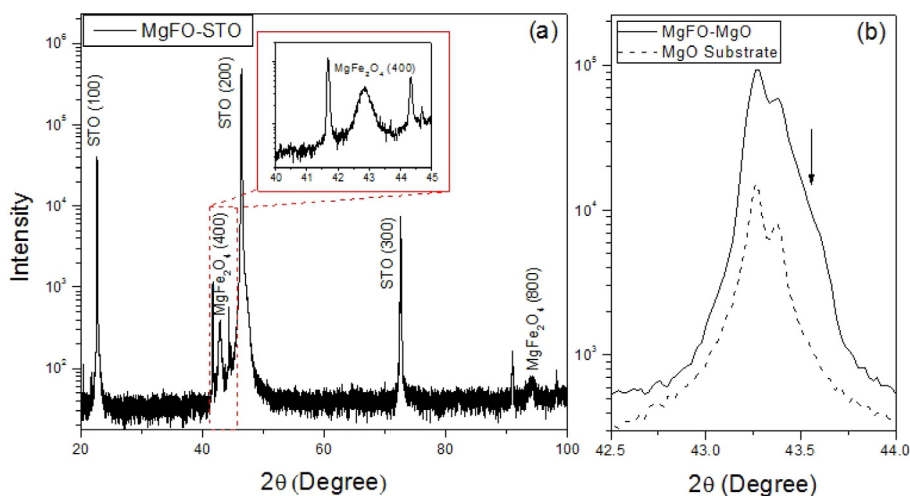 MgFO-STO
(a)
10^6
10^5
10^4
10^3
10^2
Intensity
STO (100)
MgFe₂O₄ (400)
STO (200)
STO (300)
MgFe₂O₄ (800)
MgFe₂O₄ (400)
40 41 42 43 44 45
20 40 60 80 100
2θ (Degree)
MgFO-MgO
MgO Substrate
(b)
10^5
10^4
10^3
42.5 43.0 43.5 44.0
2θ (Degree)